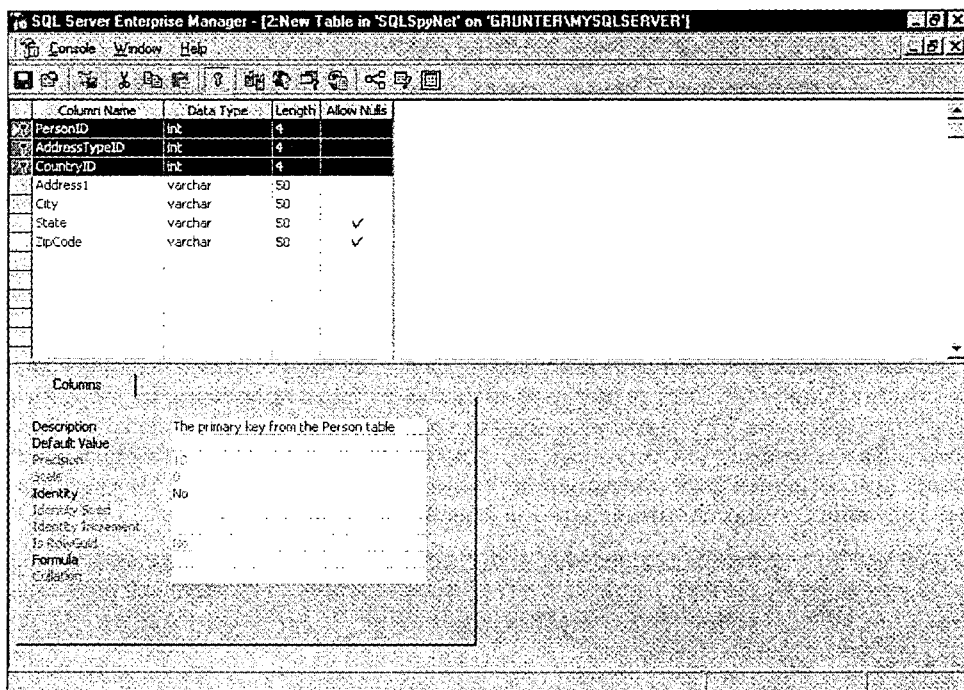 SQL Server Enterprise Manager - [2:New Table in 'SQLSpyNet' on 'GRUNTER\MYSQLSERVER']
Console Window Help
Column Name Data Type Length Allow Nulls
PersonID int 4
AddressTypeID int 4
CountryID int 4
Address1 varchar 50
City varchar 50
State varchar 50 ✓
ZipCode varchar 50 ✓
Columns
Description The primary key from the Person table
Default Value
Precision 10
Scale 0
Identity No
Identity Seed
Identity Increment
Is RowGuid No
Formula
Collation